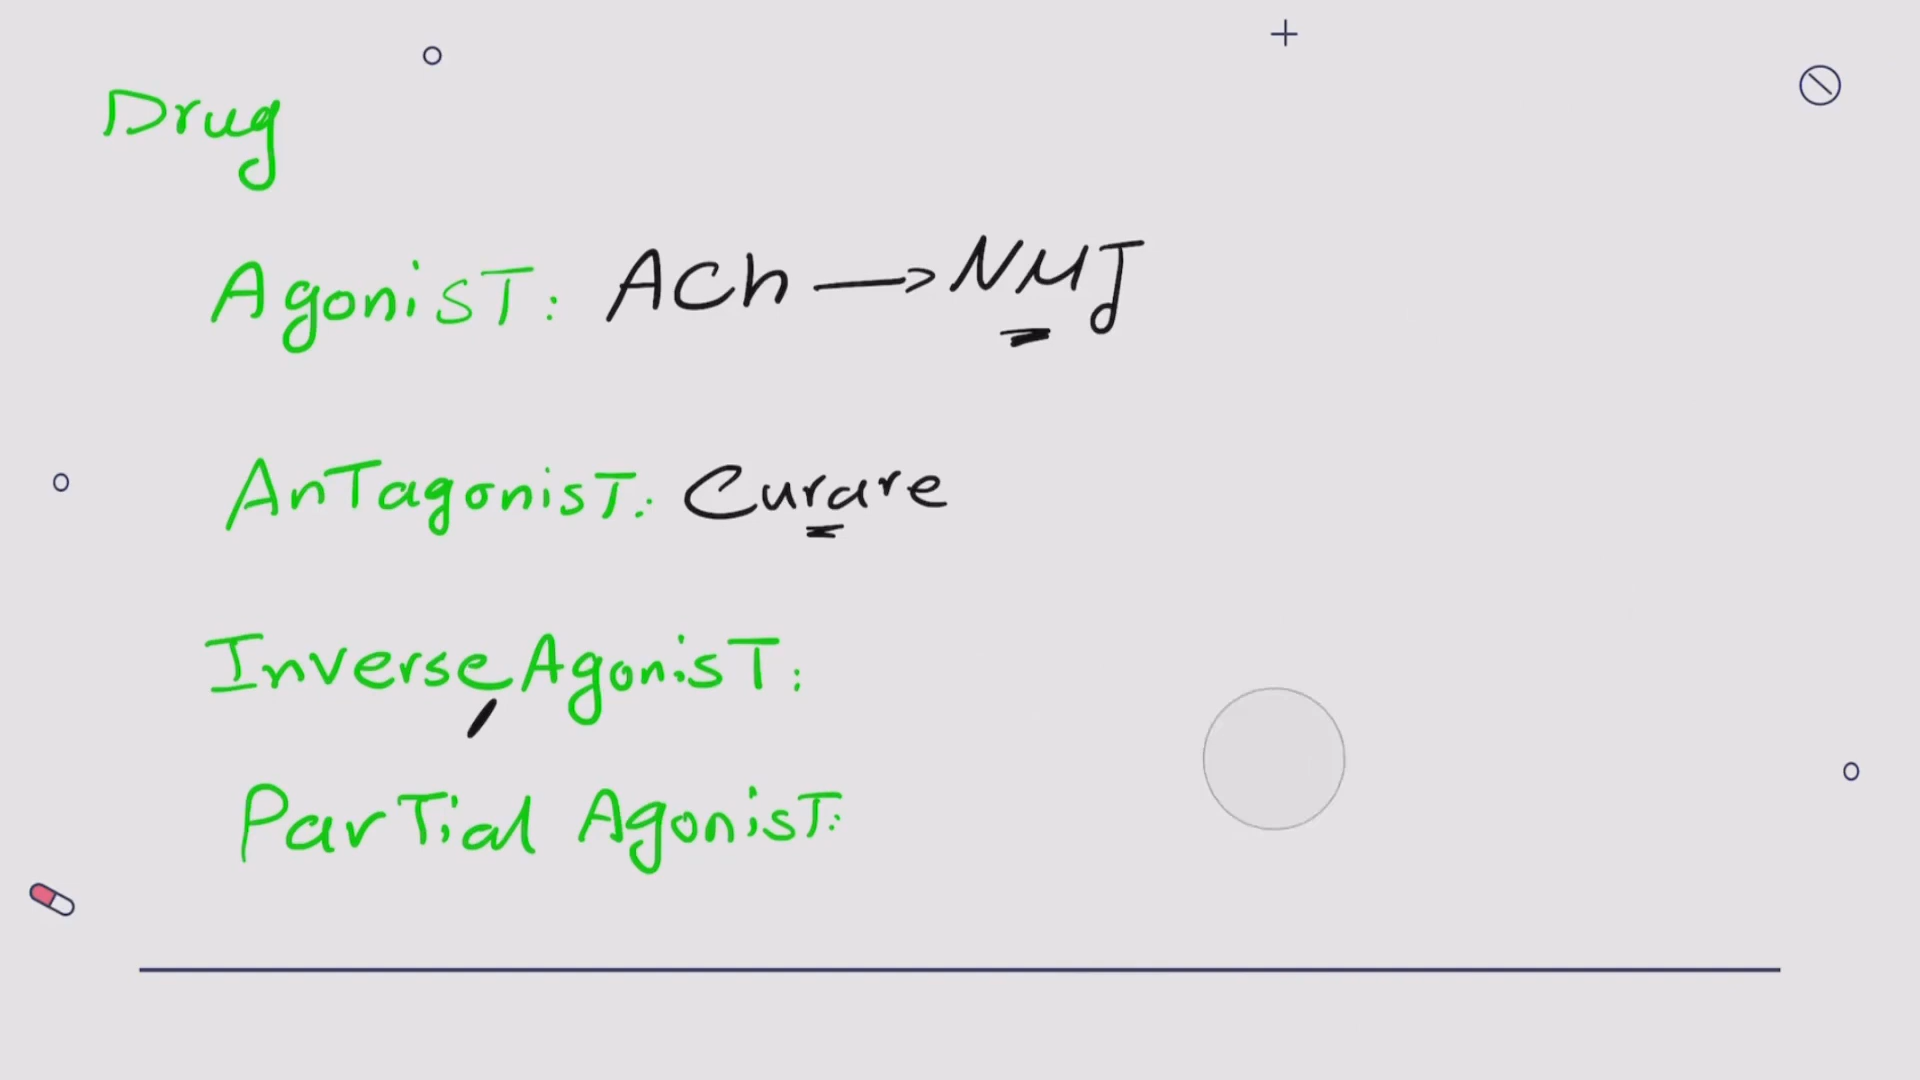 Drug
AgonisT: ACh → NMJ
AnTagonisT: Curare
Inverse AgonisT:
ParTial AgonisT: